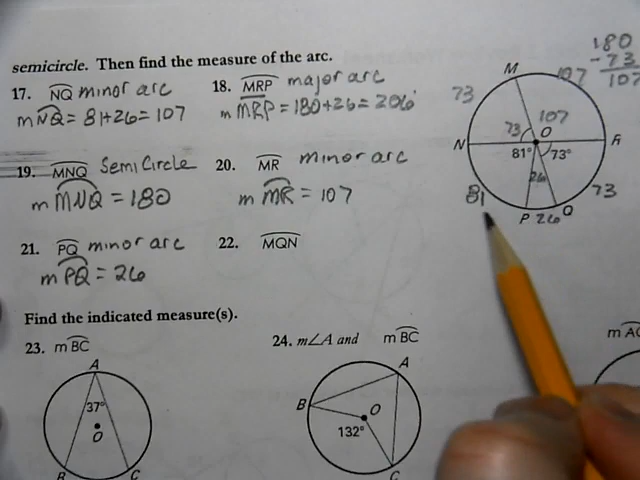 semicircle. Then find the measure of the arc.
17. NQ minor arc
mNQ = 81+26 = 107
18. MRP major arc
mMRP = 180+26 = 206
19. MNQ SemiCircle
mMNQ = 180
20. MR minor arc
mMR = 107
21. PQ minor arc
mPQ = 26
22. MQN
180
-73
107
M
107
73
107
73
O
N
R
81°
73°
26
81
73
P 26 Q
Find the indicated measure(s).
23. mBC
24. m∠A and mBC
A
37°
O
B
C
A
B
O
132°
C